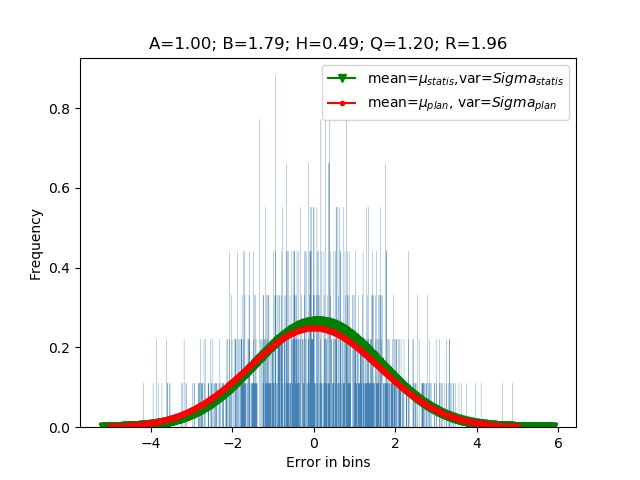 A=1.00; B=1.79; H=0.49; Q=1.20; R=1.96
mean=μstatis,var=Sigmastatis
mean=μplan, var=Sigmaplan
0.8
0.6
0.4
0.2
0.0
Frequency
−4 −2 0 2 4 6
Error in bins